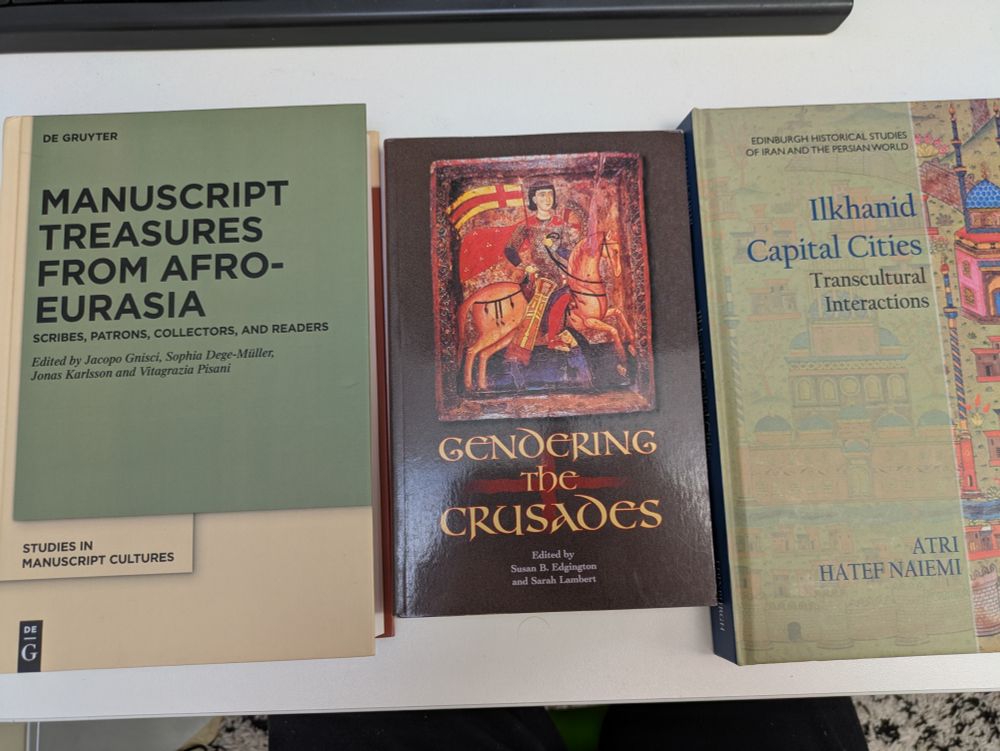 DE GRUYTER
MANUSCRIPT
TREASURES
FROM AFRO-
EURASIA
SCRIBES, PATRONS, COLLECTORS, AND READERS
Edited by Jacopo Gnisci, Sophia Dege-Müller,
Jonas Karlsson and Vitagrazia Pisani
STUDIES IN
MANUSCRIPT CULTURES
DE
G
GENDERING
THE
CRUSADES
Edited by
Susan B. Edgington
and Sarah Lambert
EDINBURGH HISTORICAL STUDIES
OF IRAN AND THE PERSIAN WORLD
Ilkhanid
Capital Cities
Transcultural
Interactions
ATRI
HATEF NAIEMI